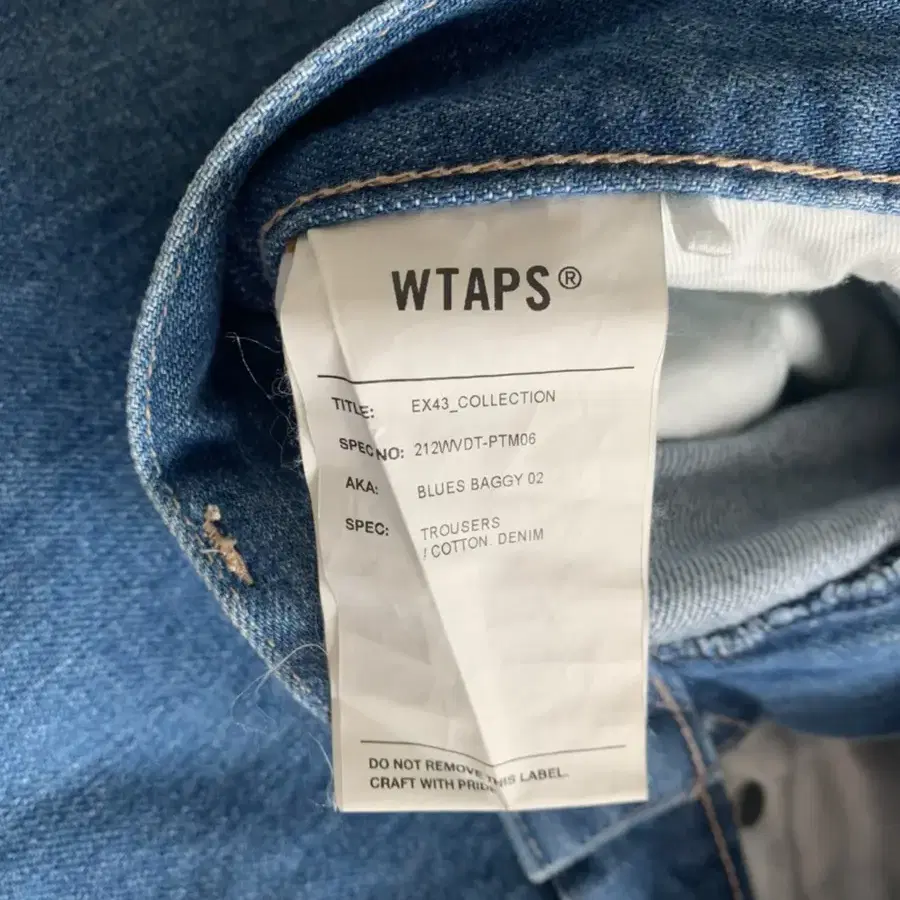 WTAPS®
TITLE: EX43_COLLECTION
SPEC NO: 212WVDT-PTM06
AKA: BLUES BAGGY 02
SPEC: TROUSERS
/ COTTON. DENIM
DO NOT REMOVE THIS LABEL.
CRAFT WITH PRIDE